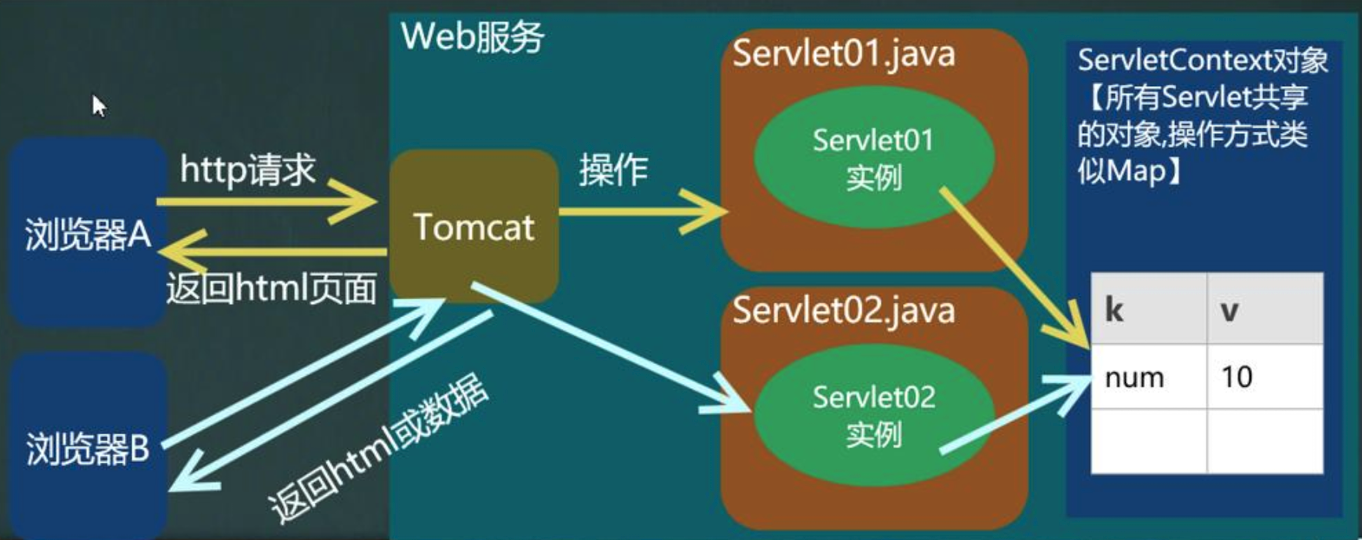 Web服务
Servlet01.java
ServletContext对象
【所有Servlet共享
的对象,操作方式类
似Map】
Servlet01
实例
http请求
操作
浏览器A
Tomcat
返回html页面
Servlet02.java
k v
num 10
Servlet02
实例
浏览器B
返回html或数据